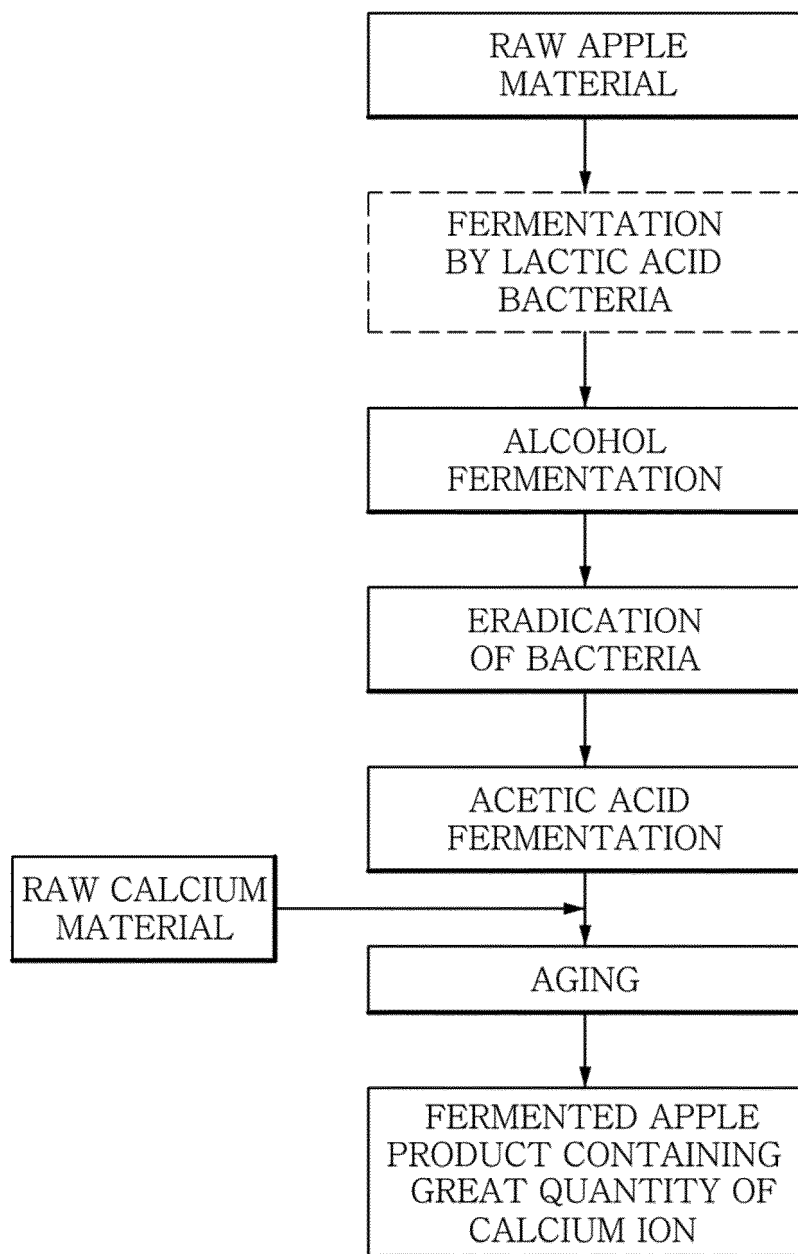 RAW APPLE
MATERIAL
FERMENTATION
BY LACTIC ACID
BACTERIA
ALCOHOL
FERMENTATION
ERADICATION
OF BACTERIA
ACETIC ACID
FERMENTATION
RAW CALCIUM
MATERIAL
AGING
FERMENTED APPLE
PRODUCT CONTAINING
GREAT QUANTITY OF
CALCIUM ION